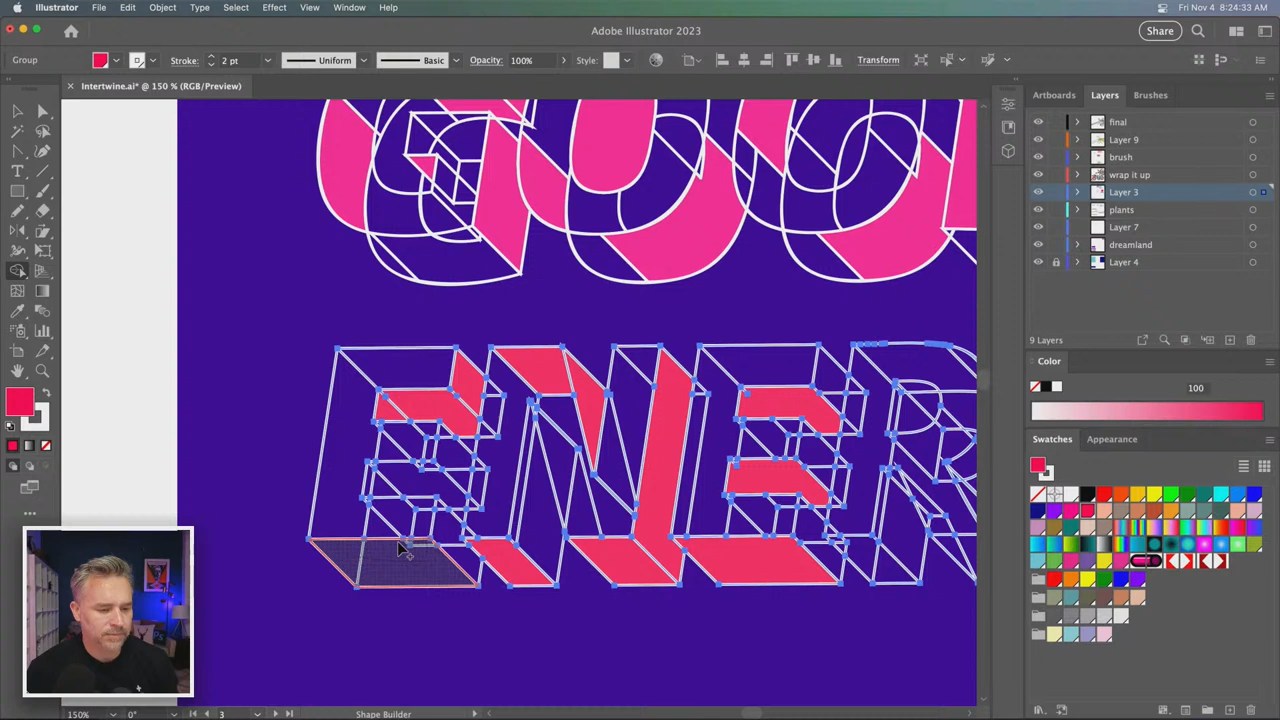 Illustrator File Edit Object Type Select Effect View Window Help Fri Nov 4 8:24:33 AM
Adobe Illustrator 2023
Share
Group Stroke: 2 pt Uniform Basic Opacity: 100% Style: Transform
× Intertwine.ai* @ 150 % (RGB/Preview)
Artboards Layers Brushes
final
Layer 9
brush
wrap it up
Layer 3
plants
Layer 7
dreamland
Layer 4
9 Layers
Color
100
Swatches Appearance
ENER
150% 0° 3 Shape Builder